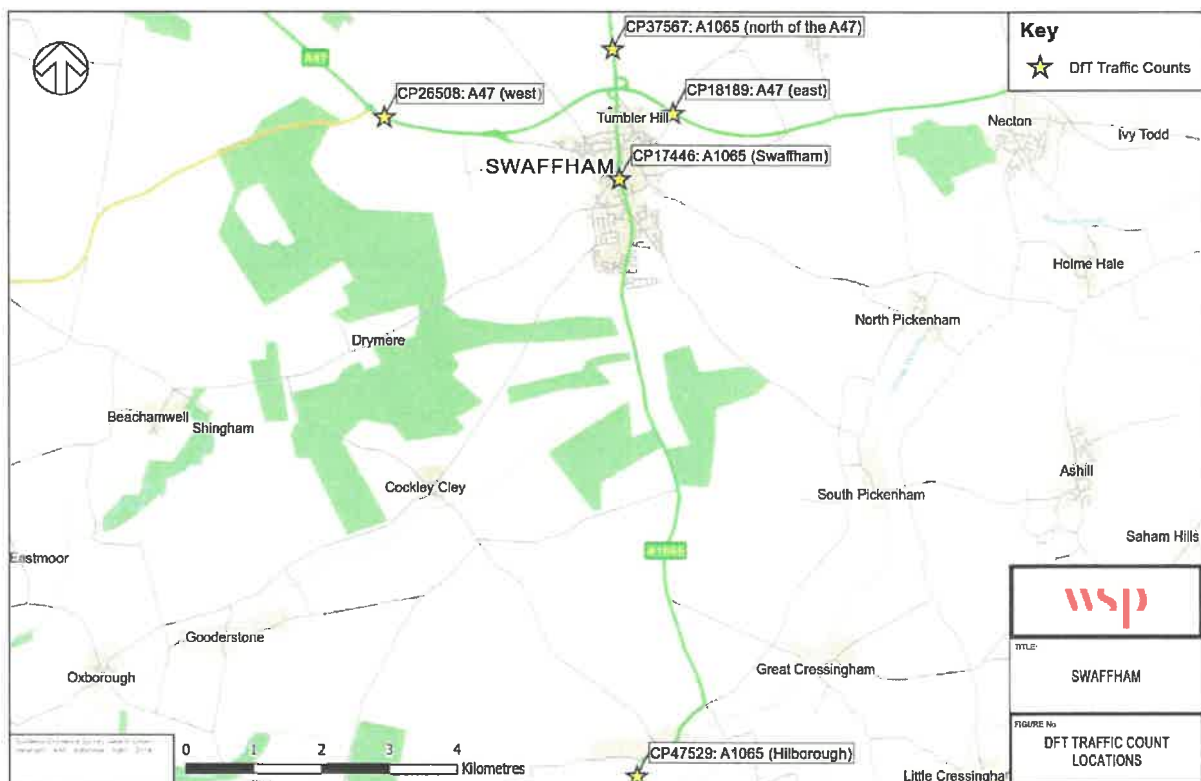 CP37567: A1065 (north of the A47)
Key
DfT Traffic Counts
A47
CP26508: A47 (west)
CP18189: A47 (east)
Tumbler Hill
Necton
Ivy Todd
CP17446: A1065 (Swaffham)
SWAFFHAM
Holme Hale
North Pickenham
Drymere
Beachamwell
Shingham
Cockley Cley
South Pickenham
Ashill
Saham Hills
A1065
Eastmoor
wsp
Gooderstone
TITLE:
Oxborough
Great Cressingham
SWAFFHAM
FIGURE No
DFT TRAFFIC COUNT
LOCATIONS
0 1 2 3 4
Kilometres
CP47529: A1065 (Hilborough)
Little Cressingha